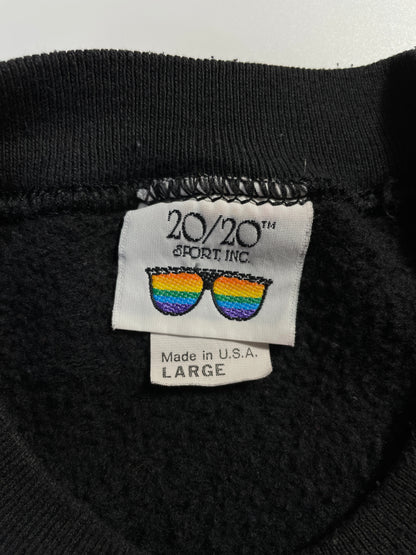 20/20™
SPORT, INC.
Made in U.S.A.
LARGE